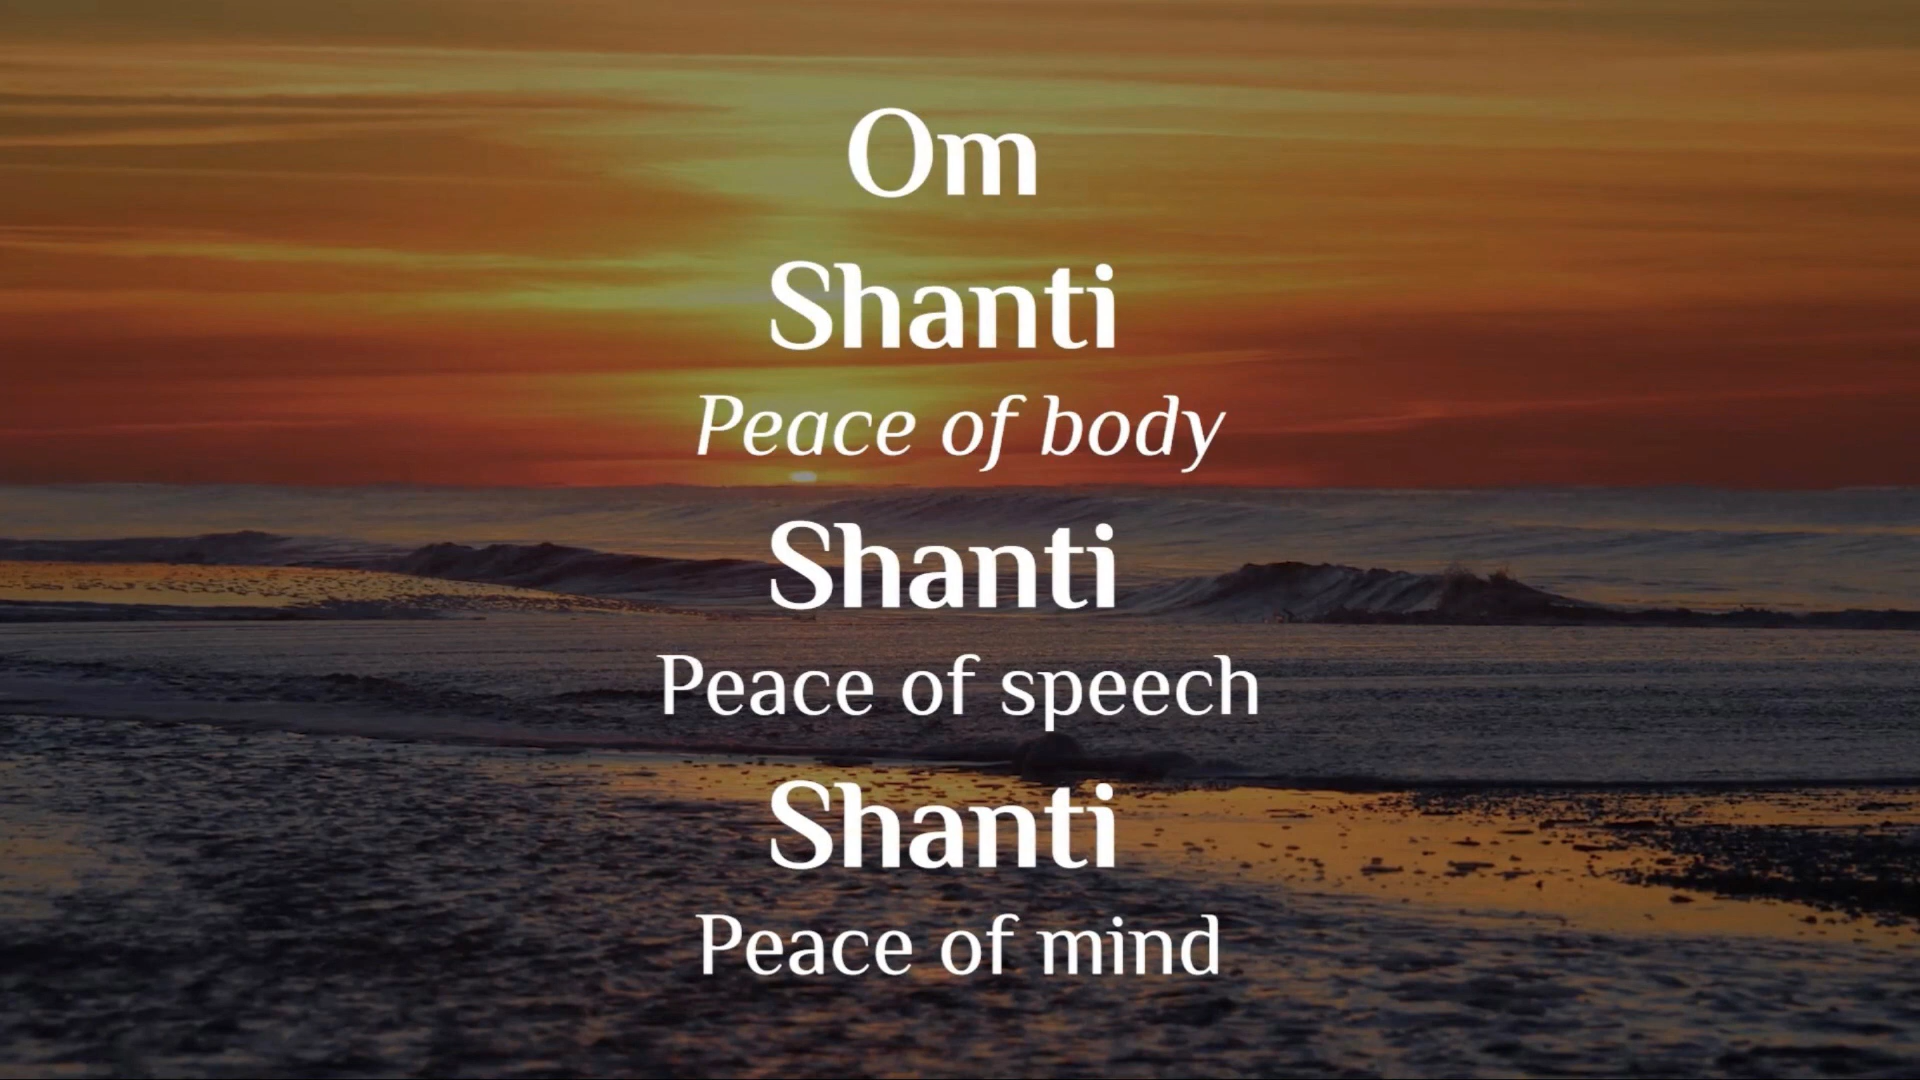 Om
Shanti
Peace of body
Shanti
Peace of speech
Shanti
Peace of mind